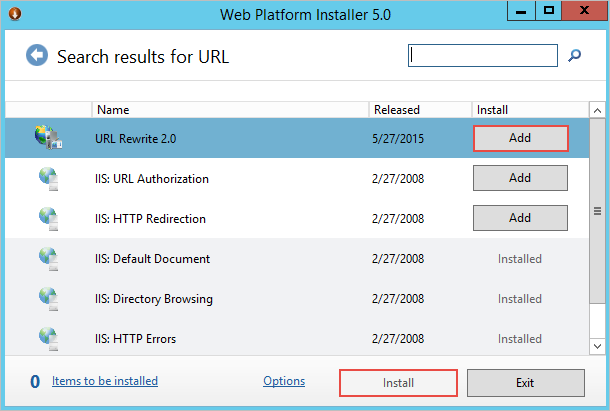 Web Platform Installer 5.0
Search results for URL
Name Released Install
URL Rewrite 2.0 5/27/2015 Add
IIS: URL Authorization 2/27/2008 Add
IIS: HTTP Redirection 2/27/2008 Add
IIS: Default Document 2/27/2008 Installed
IIS: Directory Browsing 2/27/2008 Installed
IIS: HTTP Errors 2/27/2008 Installed
0 Items to be installed Options Install Exit